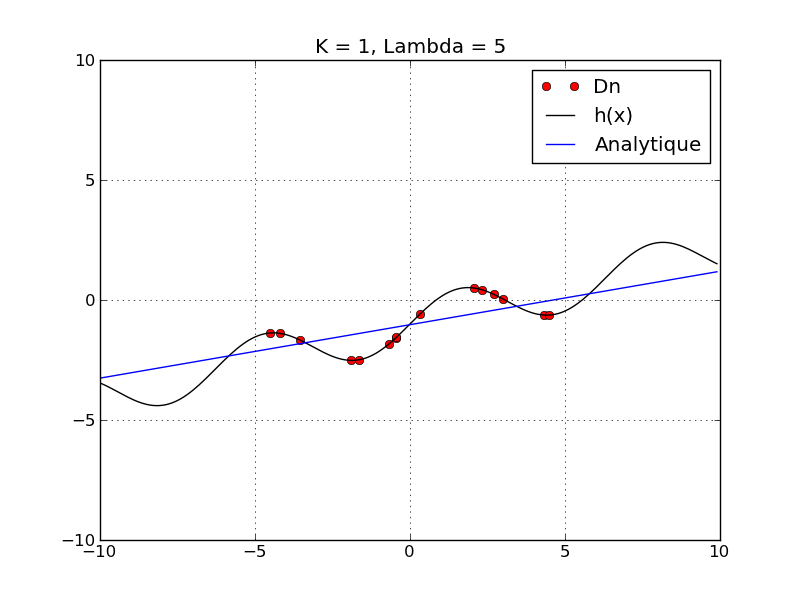 K = 1, Lambda = 5
10
Dn
h(x)
Analytique
5
0
−5
−10
−10 −5 0 5 10